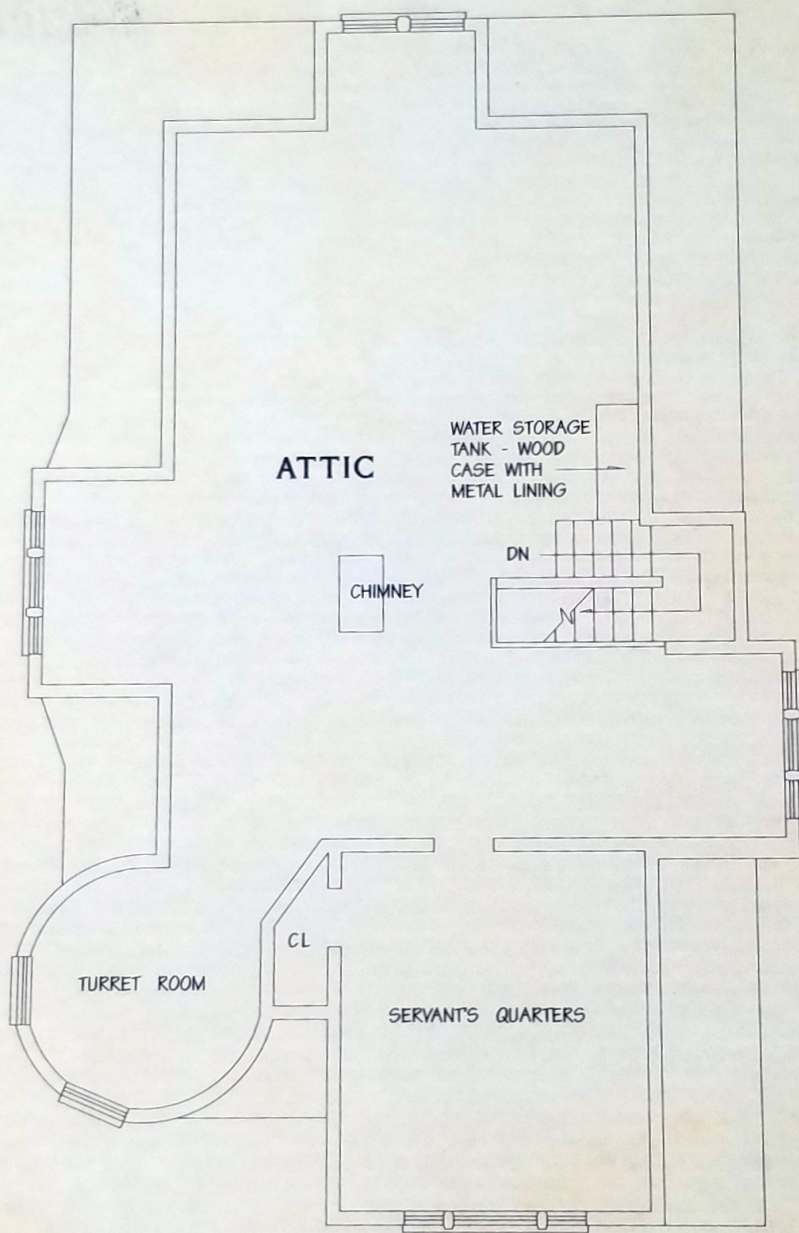 WATER STORAGE
TANK - WOOD
CASE WITH
METAL LINING
ATTIC
DN
CHIMNEY
CL
TURRET ROOM
SERVANT'S QUARTERS